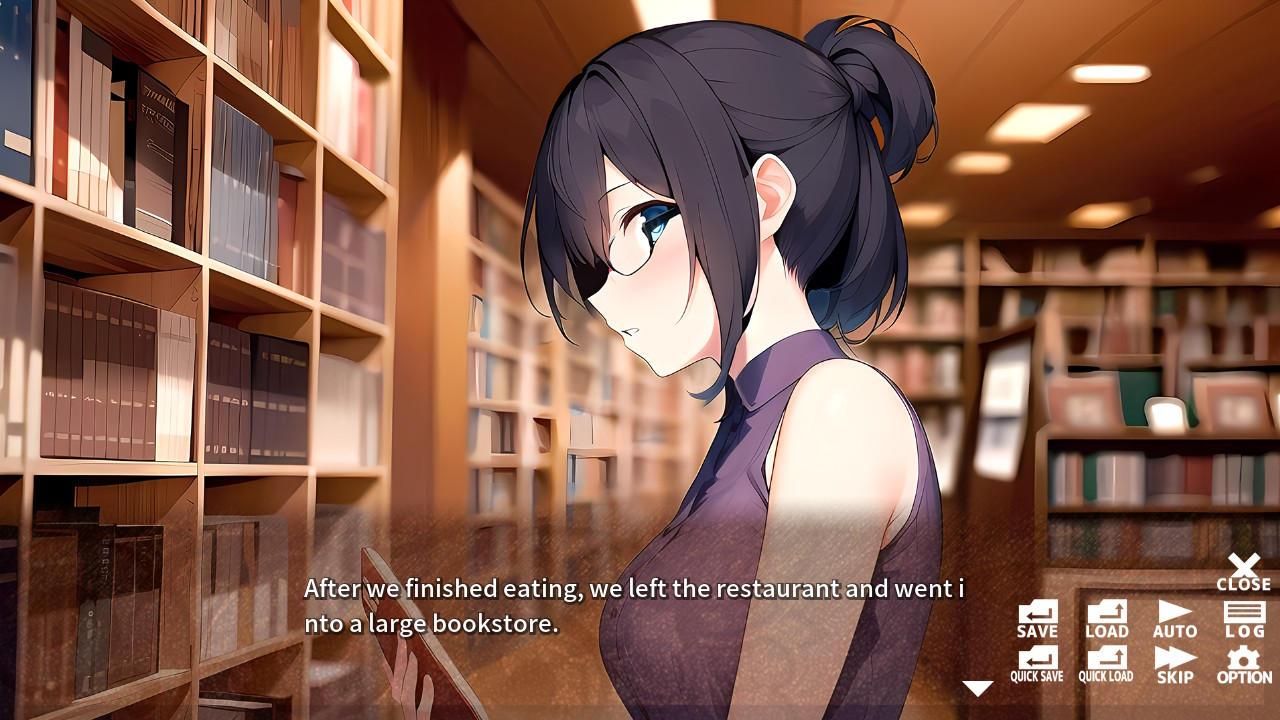 After we finished eating, we left the restaurant and went i
nto a large bookstore.
CLOSE
SAVE
LOAD
AUTO
LOG
QUICK SAVE
QUICK LOAD
SKIP
OPTION